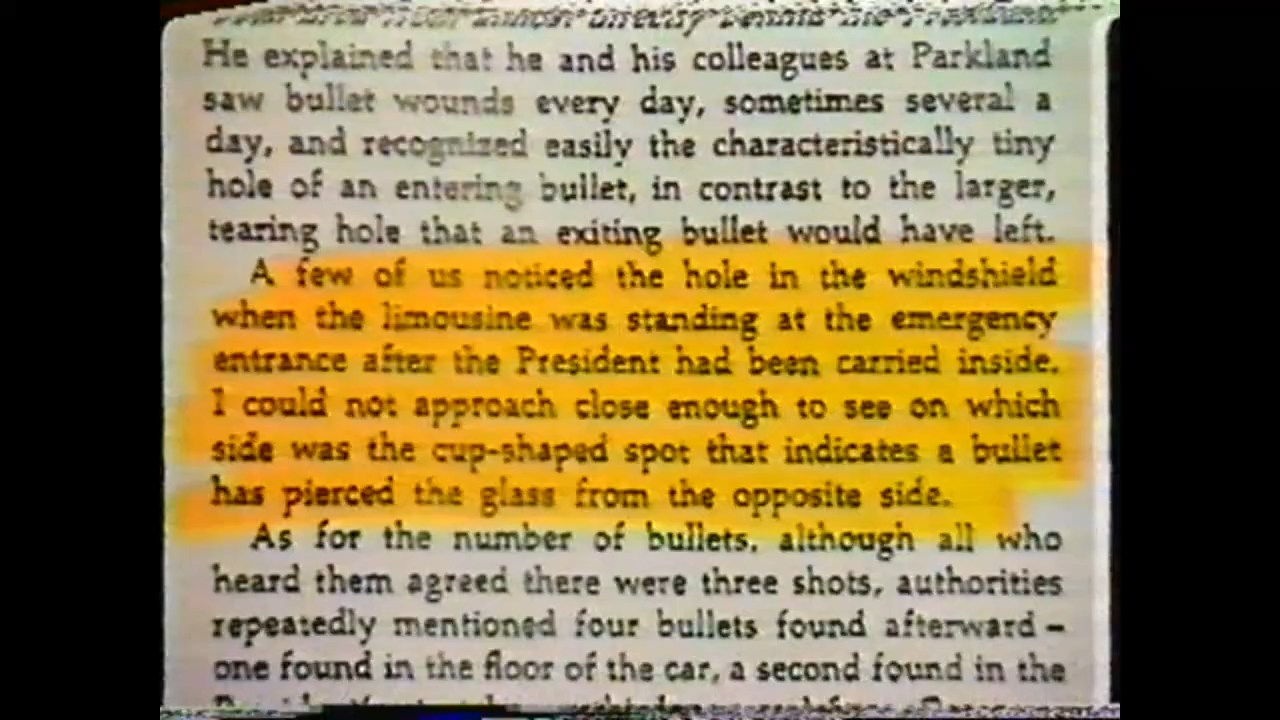 directly behind the President
He explained that he and his colleagues at Parkland
saw bullet wounds every day, sometimes several a
day, and recognized easily the characteristically tiny
hole of an entering bullet, in contrast to the larger,
tearing hole that an exiting bullet would have left.
A few of us noticed the hole in the windshield
when the limousine was standing at the emergency
entrance after the President had been carried inside.
I could not approach close enough to see on which
side was the cup-shaped spot that indicates a bullet
has pierced the glass from the opposite side.
As for the number of bullets, although all who
heard them agreed there were three shots, authorities
repeatedly mentioned four bullets found afterward –
one found in the floor of the car, a second found in the